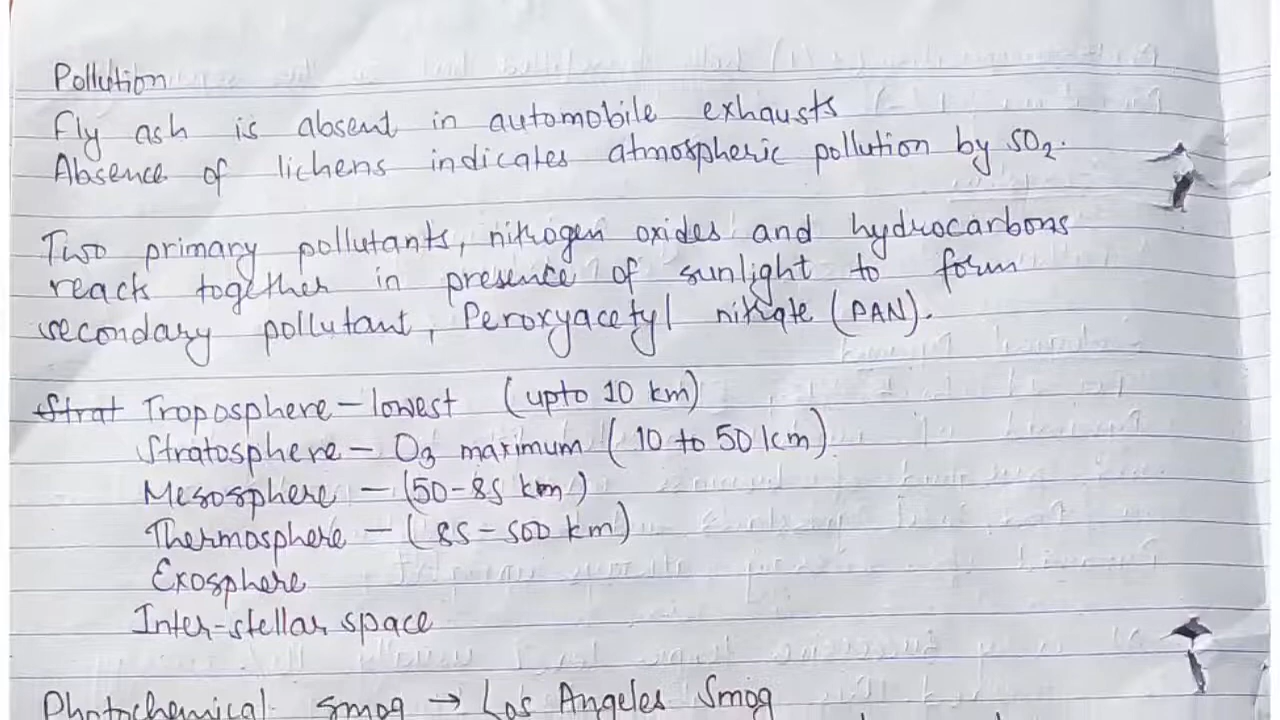 Pollution
Fly ash is absent in automobile exhausts
Absence of lichens indicates atmospheric pollution by SO₂.
Two primary pollutants, nitrogen oxides and hydrocarbons
reacts together in presence of sunlight to form
secondary pollutant, Peroxyacetyl nitrate (PAN).
Strat Troposphere – lowest (upto 10 km)
Stratosphere – O₃ maximum (10 to 50 km)
Mesosphere – (50-85 km)
Thermosphere – (85-500 km)
Exosphere
Inter-stellar space
Photochemical smog → Los Angeles Smog